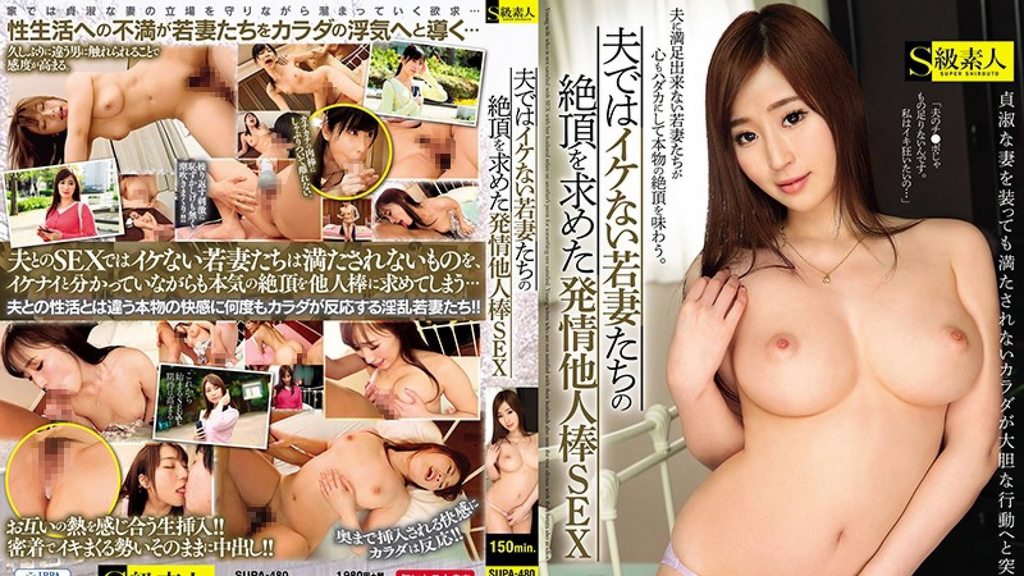 家では貞淑な妻の立場を守りながら溜まっていく欲求…
性生活への不満が若妻たちをカラダの浮気へと導く…
久しぶりに違う男に触れられることで
感度が高まる。
夫とのSEXではイケない若妻たちは満たされないものを、
イケナイと分かっていながらも本気の絶頂を他人棒に求めてしまう…
夫との性活とは違う本物の快感に何度もカラダが反応する淫乱若妻たち!!
お互いの熱を感じ合う生挿入!!
密着でイキまくる勢いそのままに中出し!!
奥まで挿入される快感に
カラダは反応!!
S級素人
SUPA-480
1,980円+税
夫ではイケない若妻たちの
絶頂を求めた発情他人棒SEX
150min.
SUPA-480
S級素人
SUPER SHIROUTO
貞淑な妻を装っても満たされないカラダが大胆な行動へと突
「夫のチ●ポじゃ
もの足りないんです。
私はイキ狂いたいの…」
夫に満足出来ない若妻たちが
心もハダカにして本物の絶頂を味わう。
夫ではイケない若妻たちの
絶頂を求めた発情他人棒SEX